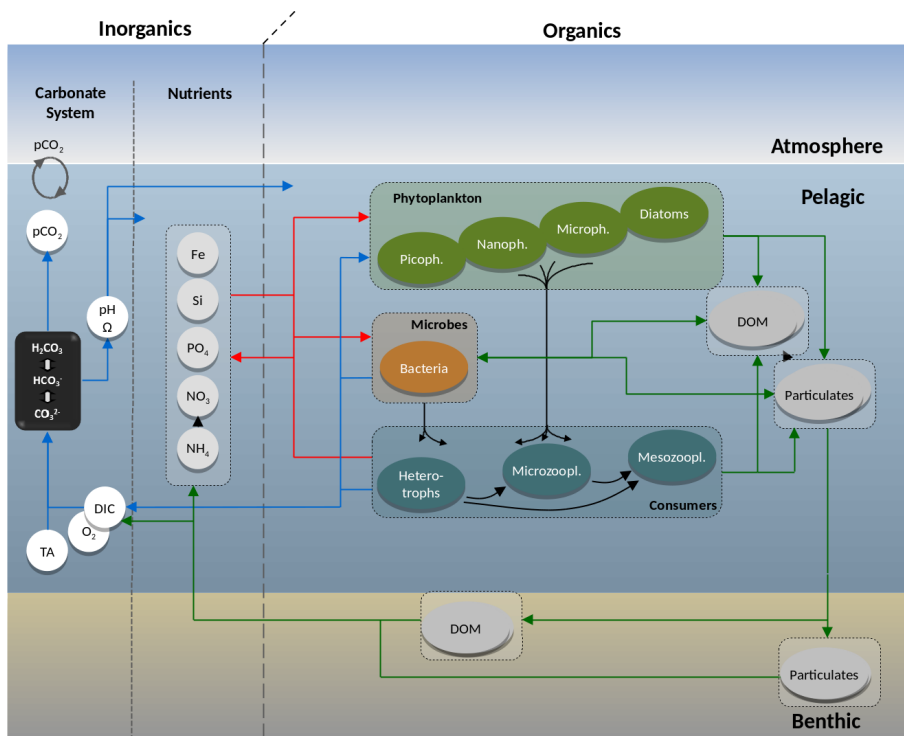 Inorganics
Organics
Carbonate
System
Nutrients
Atmosphere
pCO₂
Pelagic
pCO₂
pH
Ω
H₂CO₃
HCO₃⁻
CO₃²⁻
Fe
Si
PO₄
NO₃
NH₄
DIC
O₂
TA
Phytoplankton
Picoph.
Nanoph.
Microph.
Diatoms
Microbes
Bacteria
DOM
Particulates
Hetero-
trophs
Microzoopl.
Mesozoopl.
Consumers
DOM
Particulates
Benthic